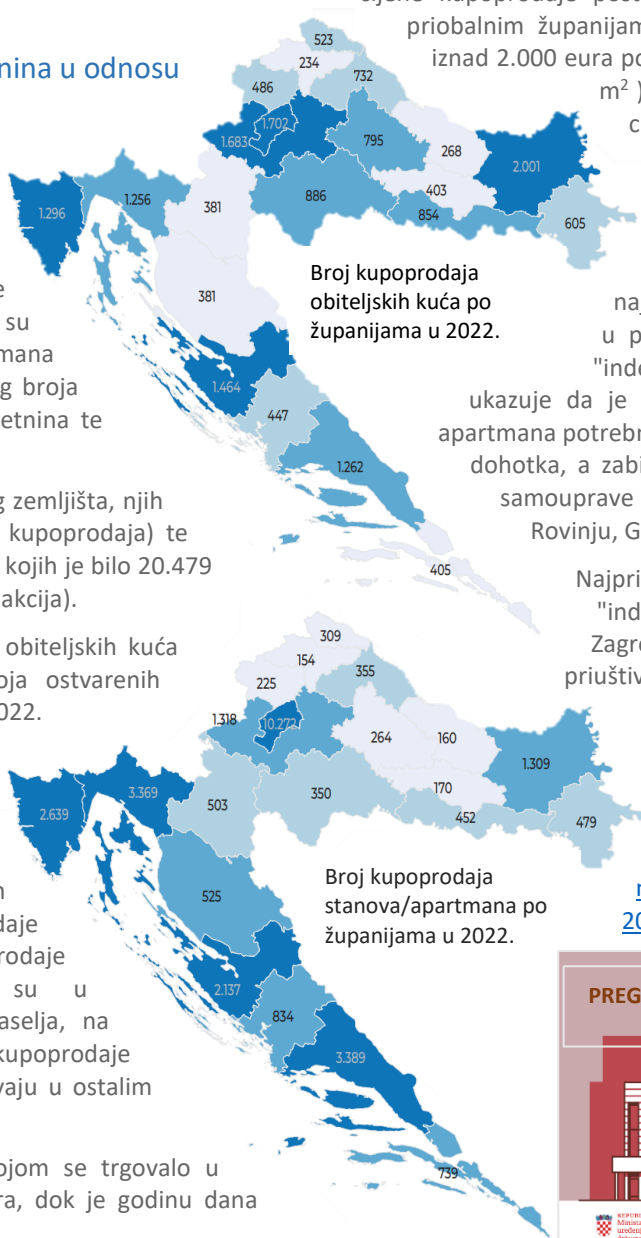 cijene kupoprodaje
priobalnim županijam
iznad 2.000 eura po
m² )
c
nina u odnosu
523
234
486
732
1.702
1.683
795
268
2.001
1.296
1.256
381
886
403
854
605
381
Broj kupoprodaja
obiteljskih kuća po
županijama u 2022.
e
su
mana
g broja
etnina te
naj
u p
"inde
ukazuje da je
apartmana potrebn
dohotka, a zabi
samouprave
Rovinju, G
1.464
447
1.262
405
g zemljišta, njih
kupoprodaja) te
kojih je bilo 20.479
akcija).
obiteljskih kuća
oja ostvarenih
022.
Najpri
"ind
Zagre
priuštiv
309
154
225
355
1.318
10.272
264
160
1.309
2.639
3.369
503
350
170
452
479
525
Broj kupoprodaja
stanova/apartmana po
županijama u 2022.
daje
rodaje
su u
aselja, na
kupoprodaje
vaju u ostalim
2.137
834
3.389
739
20
PREG
ojom se trgovalo u
ra, dok je godinu dana